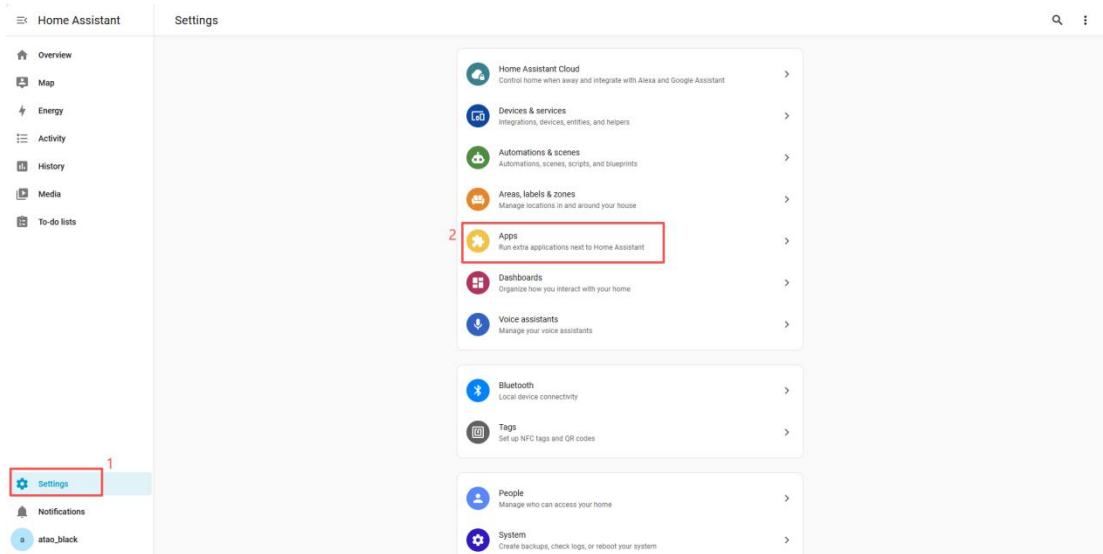 Home Assistant
Settings
Overview
Map
Energy
Activity
History
Media
To-do lists
1
Settings
Notifications
a atao_black
Home Assistant Cloud
Control home when away and integrate with Alexa and Google Assistant
Devices & services
Integrations, devices, entities, and helpers
Automations & scenes
Automations, scenes, scripts, and blueprints
Areas, labels & zones
Manage locations in and around your house
2
Apps
Run extra applications next to Home Assistant
Dashboards
Organize how you interact with your home
Voice assistants
Manage your voice assistants
Bluetooth
Local device connectivity
Tags
Set up NFC tags and QR codes
People
Manage who can access your home
System
Create backups, check logs, or reboot your system